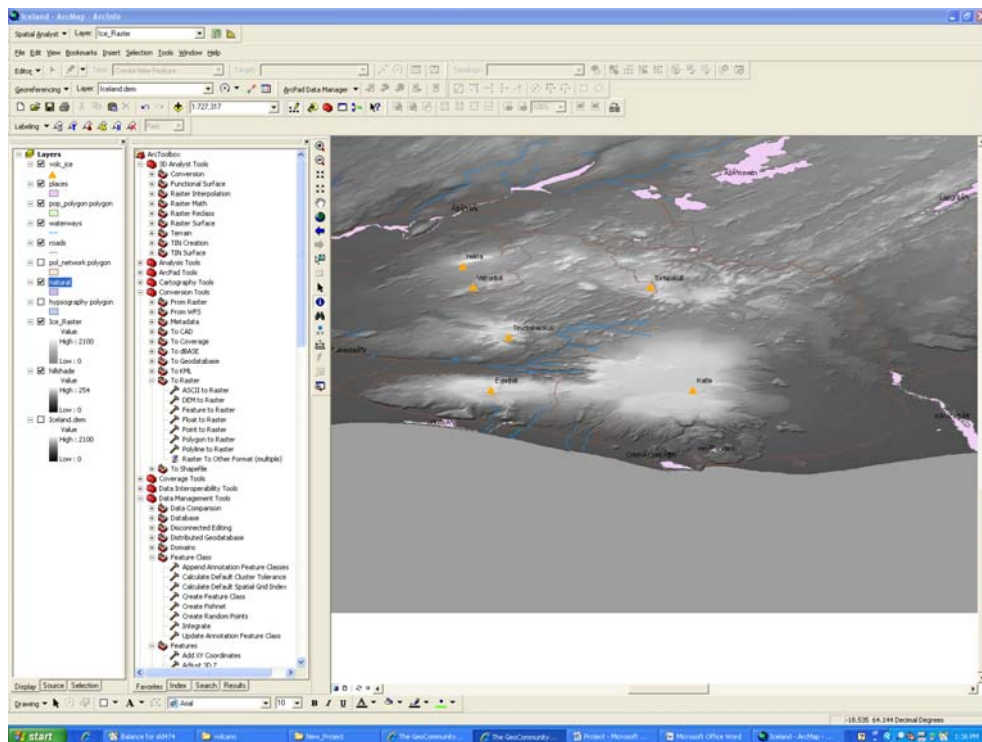 Iceland - ArcMap - ArcInfo
Spatial Analyst Layer: Ice_Raster
File Edit View Bookmarks Insert Selection Tools Window Help
Editor Task: Create New Feature Target: Topology:
Georeferencing Layer: Iceland.dem ArcPad Data Manager
1:727,317 100%
Labeling Fast
Layers
volc_ice
places
pop_polygon polygon
waterways
roads
pol_network polygon
natural
hypsography polygon
Ice_Raster
Value
High : 2100
Low : 0
hillshade
Value
High : 254
Low : 0
Iceland.dem
Value
High : 2100
Low : 0
Display Source Selection
ArcToolbox
3D Analyst Tools
Conversion
Functional Surface
Raster Interpolation
Raster Math
Raster Reclass
Raster Surface
Terrain
TIN Creation
TIN Surface
Analysis Tools
ArcPad Tools
Cartography Tools
Conversion Tools
From Raster
From WFS
Metadata
To CAD
To Coverage
To dBASE
To Geodatabase
To KML
To Raster
ASCII to Raster
DEM to Raster
Feature to Raster
Float to Raster
Point to Raster
Polygon to Raster
Polyline to Raster
Raster To Other Format (multiple)
To Shapefile
Coverage Tools
Data Interoperability Tools
Data Management Tools
Data Comparison
Database
Disconnected Editing
Distributed Geodatabase
Domains
Feature Class
Append Annotation Feature Classes
Calculate Default Cluster Tolerance
Calculate Default Spatial Grid Index
Create Feature Class
Create Fishnet
Create Random Points
Integrate
Update Annotation Feature Class
Features
Add XY Coordinates
Adjust 3D Z
Favorites Index Search Results
Hekla
Katla
Drawing Arial 10 B I U A
-18.535 64.144 Decimal Degrees
start Balance for sld474 volcano New_Project The GeoCommunity ... The GeoCommunity ... Project - Microsoft ... Microsoft Office Word Iceland - ArcMap - ... 1:36 PM